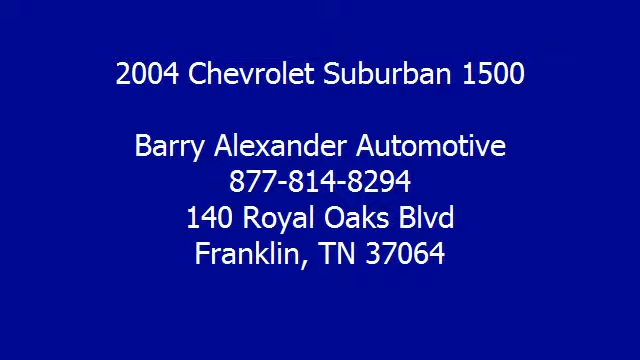 2004 Chevrolet Suburban 1500
Barry Alexander Automotive
877-814-8294
140 Royal Oaks Blvd
Franklin, TN 37064